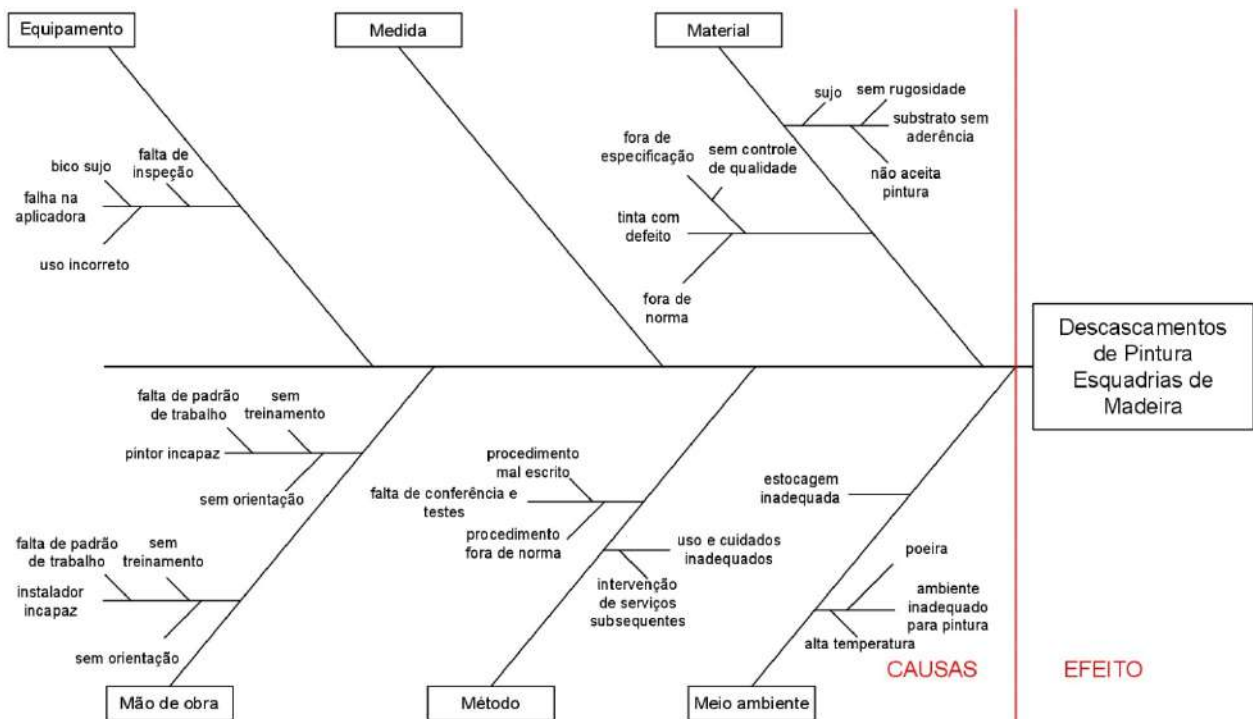 Equipamento
Medida
Material
bico sujo
falta de
inspeção
falha na
aplicadora
uso incorreto
sujo
sem rugosidade
substrato sem
aderência
não aceita
pintura
fora de
especificação
sem controle
de qualidade
tinta com
defeito
fora de
norma
Descascamentos
de Pintura
Esquadrias de
Madeira
falta de padrão
de trabalho
sem
treinamento
pintor incapaz
sem orientação
falta de padrão
de trabalho
sem
treinamento
instalador
incapaz
sem orientação
procedimento
mal escrito
falta de conferência e
testes
procedimento
fora de norma
uso e cuidados
inadequados
intervenção
de serviços
subsequentes
estocagem
inadequada
poeira
ambiente
inadequado
para pintura
alta temperatura
CAUSAS
EFEITO
Mão de obra
Método
Meio ambiente